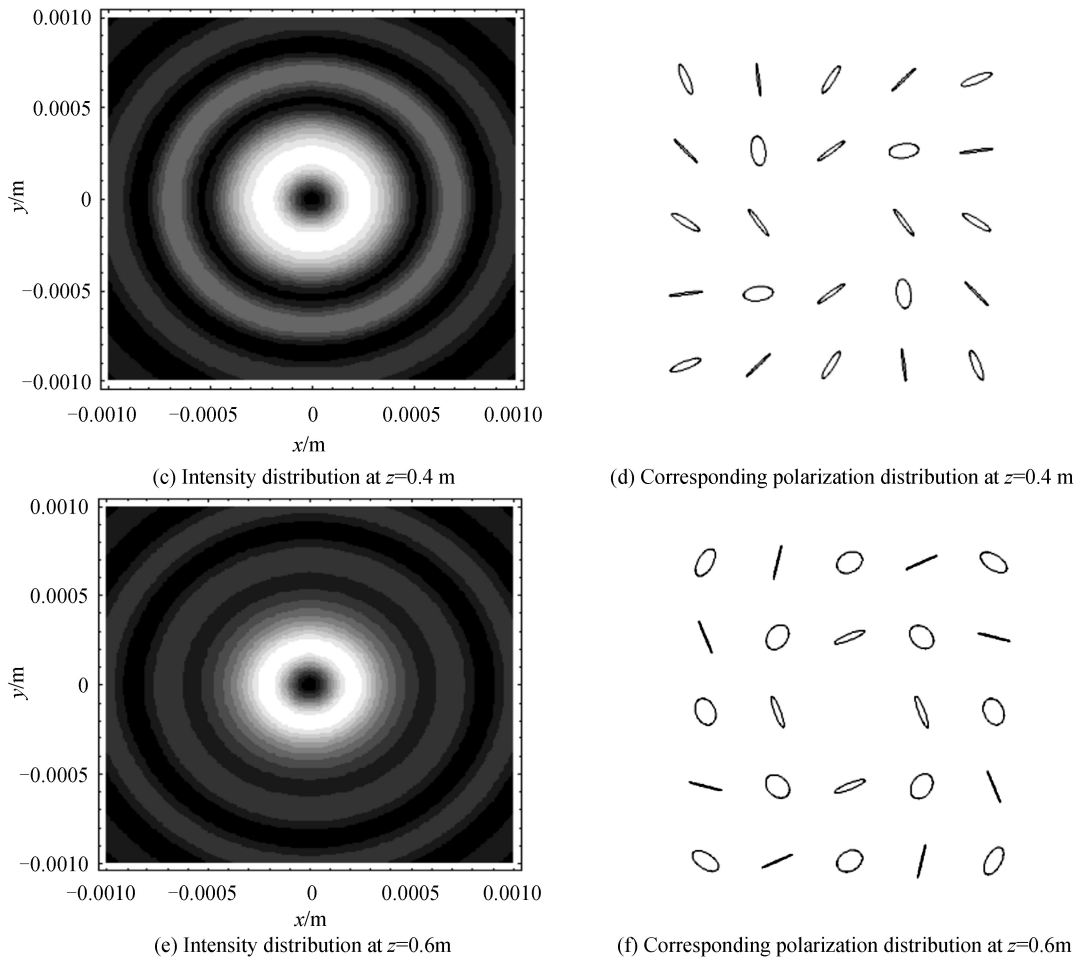 0.0010
0.0005
0
−0.0005
−0.0010
y/m
−0.0010 −0.0005 0 0.0005 0.0010
x/m
(c) Intensity distribution at z=0.4 m
(d) Corresponding polarization distribution at z=0.4 m
0.0010
0.0005
0
−0.0005
−0.0010
y/m
−0.0010 −0.0005 0 0.0005 0.0010
x/m
(e) Intensity distribution at z=0.6m
(f) Corresponding polarization distribution at z=0.6m